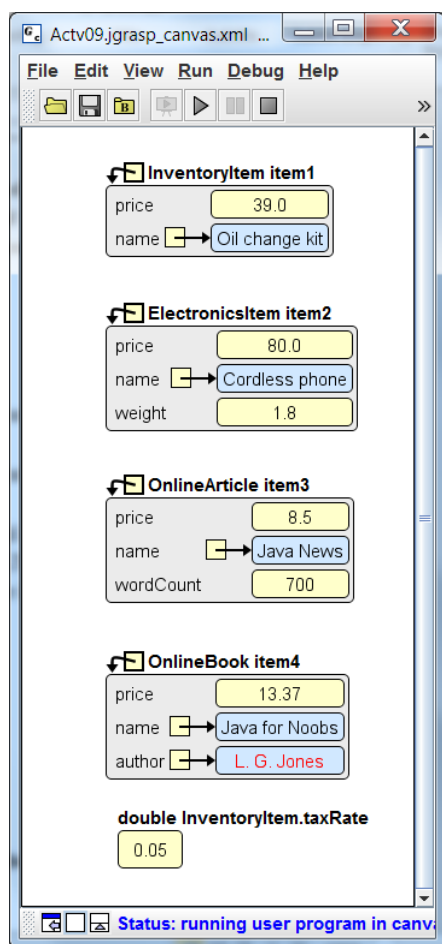 Actv09.jgrasp_canvas.xml ...
File Edit View Run Debug Help
»
InventoryItem item1
price 39.0
name Oil change kit
ElectronicsItem item2
price 80.0
name Cordless phone
weight 1.8
OnlineArticle item3
price 8.5
name Java News
wordCount 700
OnlineBook item4
price 13.37
name Java for Noobs
author L. G. Jones
double InventoryItem.taxRate
0.05
Status: running user program in canv